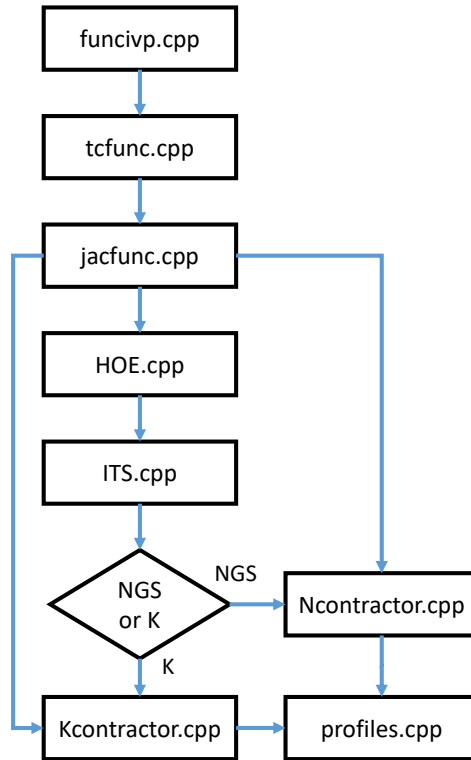 funcivp.cpp
tcfunc.cpp
jacfunc.cpp
HOE.cpp
ITS.cpp
NGS
or K
NGS
Ncontractor.cpp
K
Kcontractor.cpp
profiles.cpp